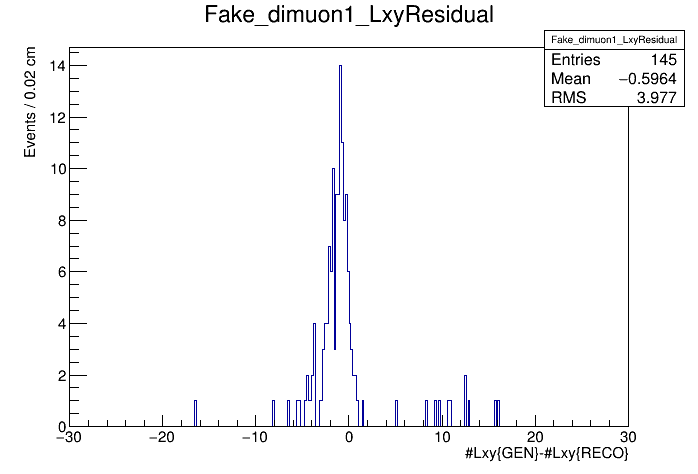 Fake_dimuon1_LxyResidual
Fake_dimuon1_LxyResidual
Entries 145
Mean −0.5964
RMS 3.977
Events / 0.02 cm
14
12
10
8
6
4
2
0
−30 −20 −10 0 10 20 30
#Lxy{GEN}-#Lxy{RECO}